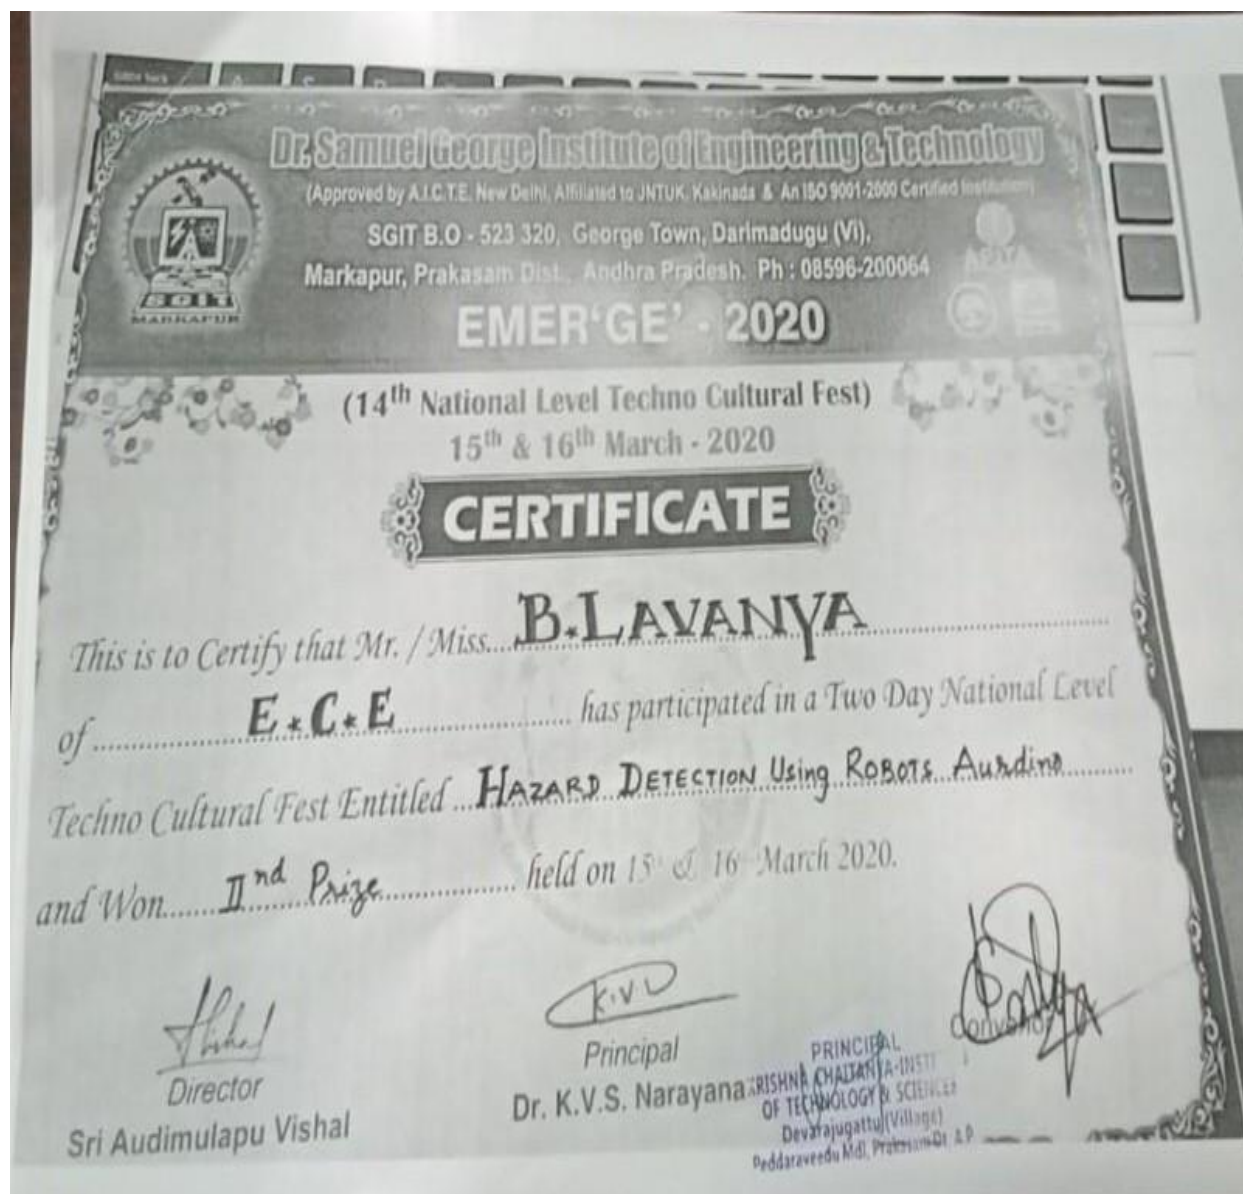 A S D
Dr. Samuel George Institute of Engineering & Technology
(Approved by A.I.C.T.E. New Delhi, Affiliated to JNTUK, Kakinada & An ISO 9001-2000 Certified Institution)
SGIT B.O - 523 320, George Town, Darimadugu (Vi),
Markapur, Prakasam Dist., Andhra Pradesh. Ph : 08596-200064
SGIT
MARKAPUR
EMER'GE' - 2020
(14th National Level Techno Cultural Fest)
15th & 16th March - 2020
CERTIFICATE
This is to Certify that Mr. / Miss....B.LAVANYA
of E*C*E has participated in a Two Day National Level
Techno Cultural Fest Entitled HAZARD DETECTION Using ROBOTS Aurdino
and Won IInd Prize held on 15th & 16th March 2020.
Vishal
K.V.S
Director
Principal
Convenor
Sri Audimulapu Vishal
Dr. K.V.S. Narayana
PRINCIPAL
KRISHNA CHAITANYA INSTI
OF TECHNOLOGY & SCIENCES
Devarajugattu (Village)
Peddaraveedu Mdl, Prakasam Dt. A.P